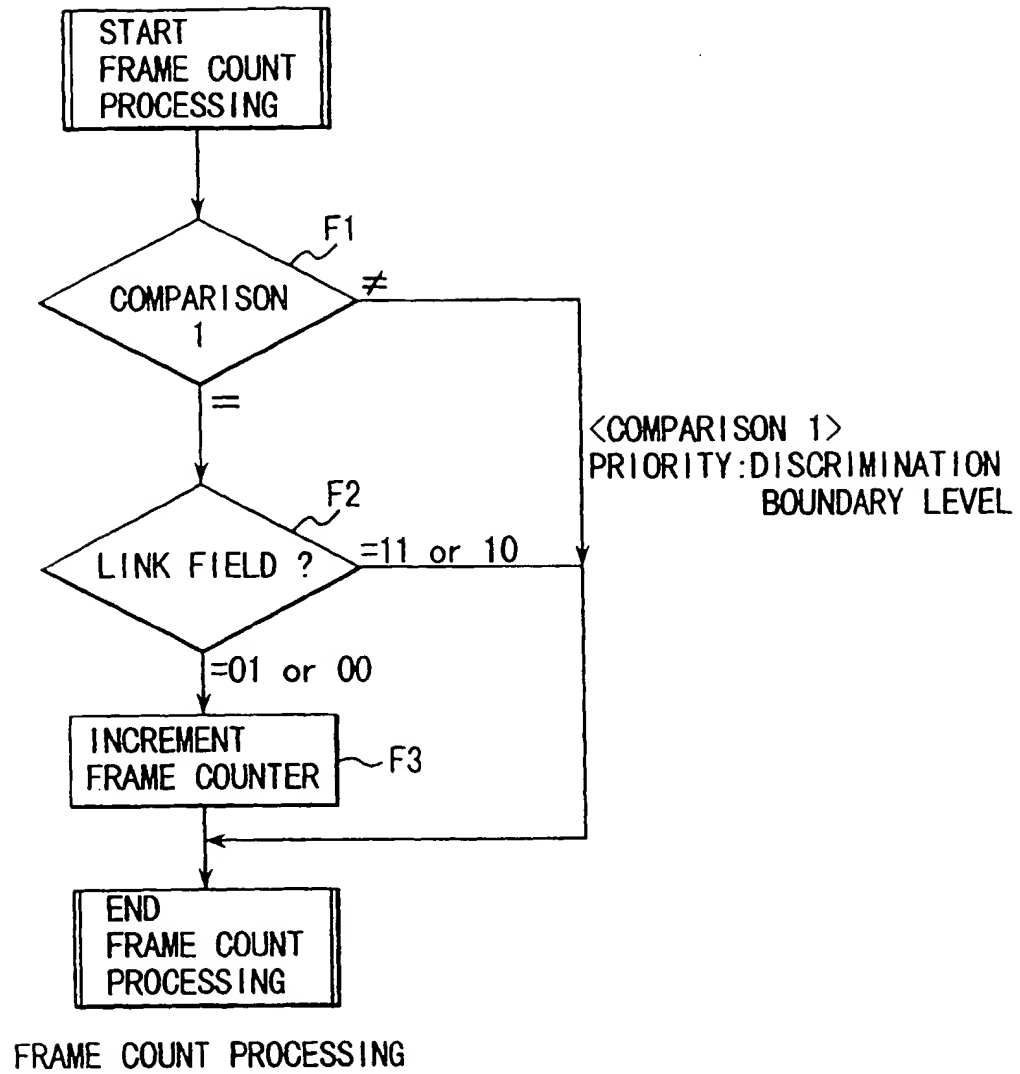 START
FRAME COUNT
PROCESSING
F1
≠
COMPARISON
1
=
<COMPARISON 1>
PRIORITY:DISCRIMINATION
BOUNDARY LEVEL
F2
LINK FIELD ?
=11 or 10
=01 or 00
INCREMENT
FRAME COUNTER
F3
END
FRAME COUNT
PROCESSING
FRAME COUNT PROCESSING